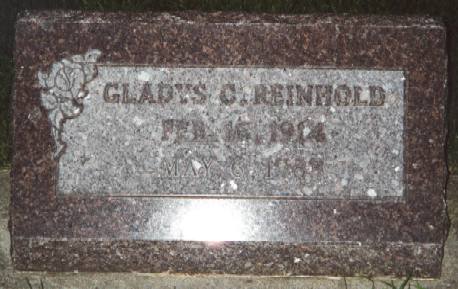 GLADYS C. REINHOLD
FEB. 16, 1914
MAY 6,